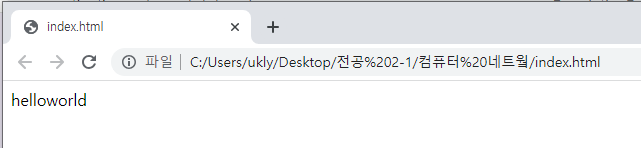 index.html
파일 C:/Users/ukly/Desktop/전공%202-1/컴퓨터%20네트웤/index.html
helloworld